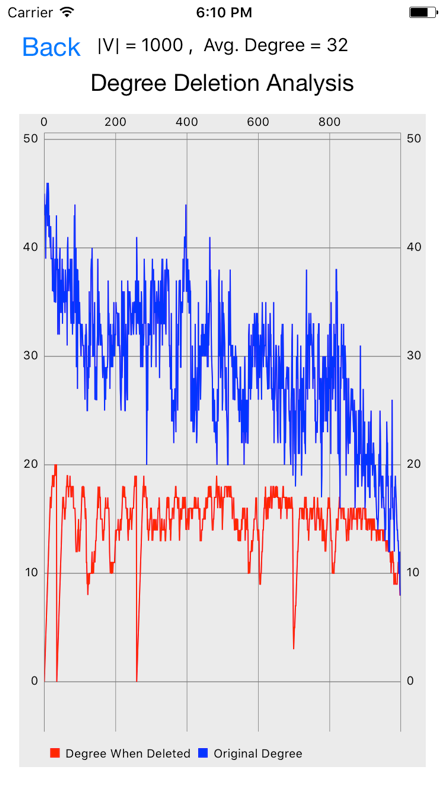 Carrier 6:10 PM
Back |V| = 1000 , Avg. Degree = 32
Degree Deletion Analysis
0 200 400 600 800
50 50
40 40
30 30
20 20
10 10
0 0
Degree When Deleted Original Degree